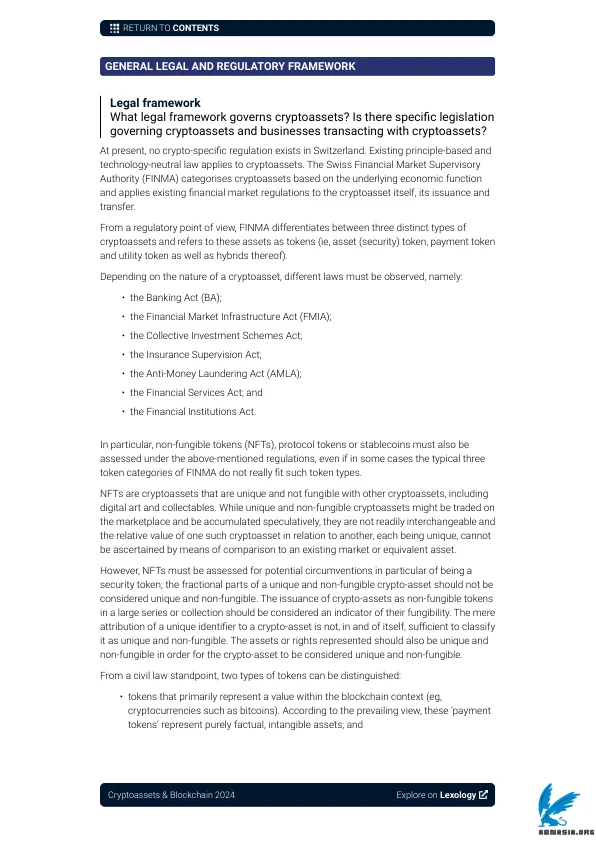 RETURN TO CONTENTS
GENERAL LEGAL AND REGULATORY FRAMEWORK
Legal framework
What legal framework governs cryptoassets? Is there specific legislation
governing cryptoassets and businesses transacting with cryptoassets?
At present, no crypto-specific regulation exists in Switzerland. Existing principle-based and
technology-neutral law applies to cryptoassets. The Swiss Financial Market Supervisory
Authority (FINMA) categorises cryptoassets based on the underlying economic function
and applies existing financial market regulations to the cryptoasset itself, its issuance and
transfer.
From a regulatory point of view, FINMA differentiates between three distinct types of
cryptoassets and refers to these assets as tokens (ie, asset (security) token, payment token
and utility token as well as hybrids thereof).
Depending on the nature of a cryptoasset, different laws must be observed, namely:
• the Banking Act (BA);
• the Financial Market Infrastructure Act (FMIA);
• the Collective Investment Schemes Act;
• the Insurance Supervision Act;
• the Anti-Money Laundering Act (AMLA);
• the Financial Services Act; and
• the Financial Institutions Act.
In particular, non-fungible tokens (NFTs), protocol tokens or stablecoins must also be
assessed under the above-mentioned regulations, even if in some cases the typical three
token categories of FINMA do not really fit such token types.
NFTs are cryptoassets that are unique and not fungible with other cryptoassets, including
digital art and collectables. While unique and non-fungible cryptoassets might be traded on
the marketplace and be accumulated speculatively, they are not readily interchangeable and
the relative value of one such cryptoasset in relation to another, each being unique, cannot
be ascertained by means of comparison to an existing market or equivalent asset.
However, NFTs must be assessed for potential circumventions in particular of being a
security token; the fractional parts of a unique and non-fungible crypto-asset should not be
considered unique and non-fungible. The issuance of crypto-assets as non-fungible tokens
in a large series or collection should be considered an indicator of their fungibility. The mere
attribution of a unique identifier to a crypto-asset is not, in and of itself, sufficient to classify
it as unique and non-fungible. The assets or rights represented should also be unique and
non-fungible in order for the crypto-asset to be considered unique and non-fungible.
From a civil law standpoint, two types of tokens can be distinguished:
• tokens that primarily represent a value within the blockchain context (eg,
cryptocurrencies such as bitcoins). According to the prevailing view, these 'payment
tokens' represent purely factual, intangible assets; and
Cryptoassets & Blockchain 2024
Explore on Lexology
ABNASIA.ORG